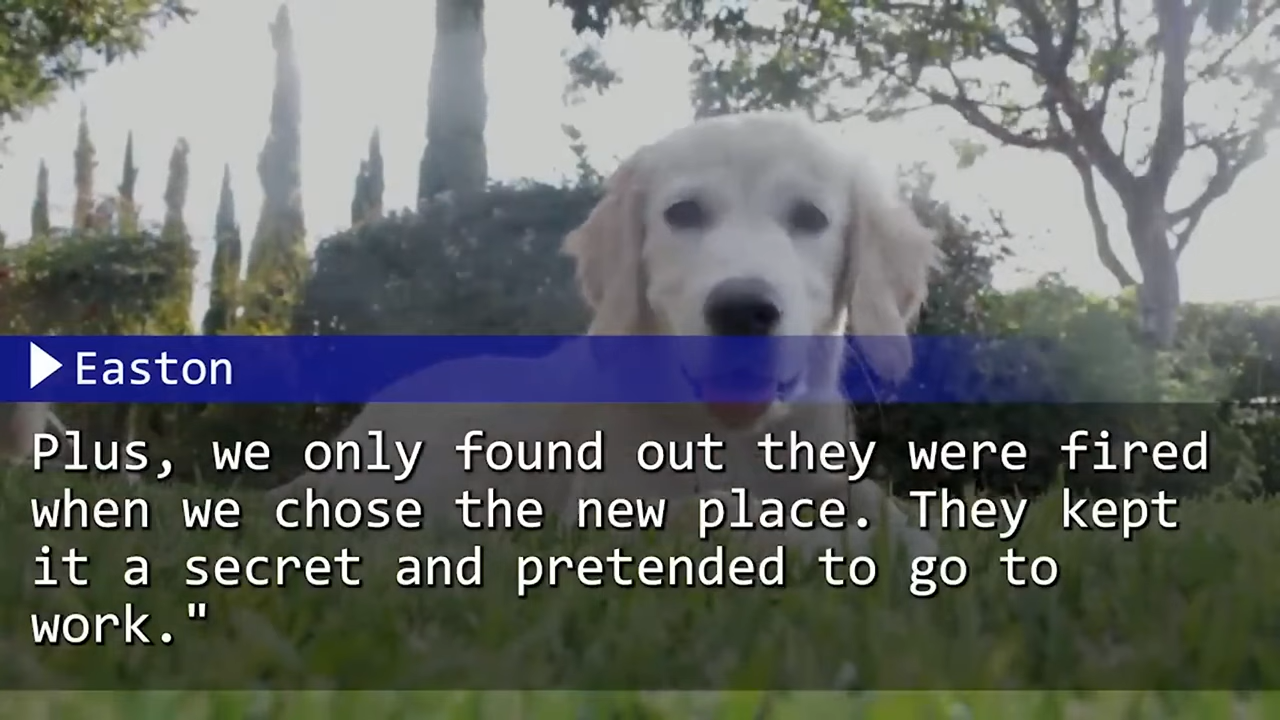 Easton
Plus, we only found out they were fired
when we chose the new place. They kept
it a secret and pretended to go to
work."